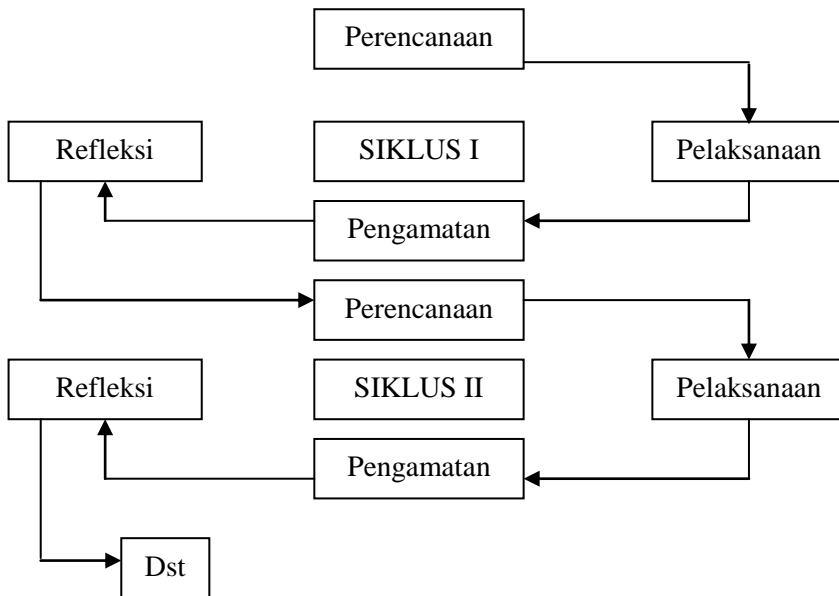 Perencanaan
Refleksi
SIKLUS I
Pelaksanaan
Pengamatan
Perencanaan
Refleksi
SIKLUS II
Pelaksanaan
Pengamatan
Dst